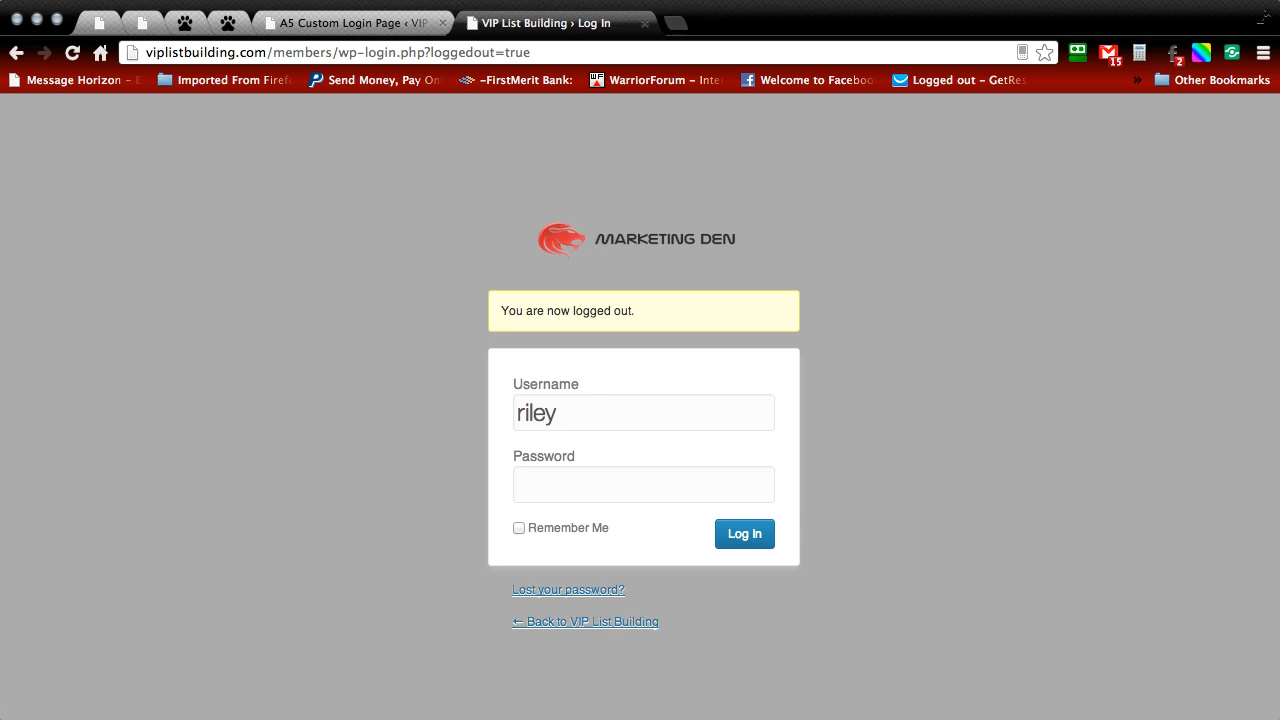 A5 Custom Login Page ‹ VIP
VIP List Building › Log In
viplistbuilding.com/members/wp-login.php?loggedout=true
15
2
Message Horizon – E
Imported From Firef
Send Money, Pay On
–FirstMerit Bank:
WarriorForum – Inte
Welcome to Faceboo
Logged out – GetRes
»
Other Bookmarks
MARKETING DEN
You are now logged out.
Username
riley
Password
Remember Me
Log In
Lost your password?
← Back to VIP List Building